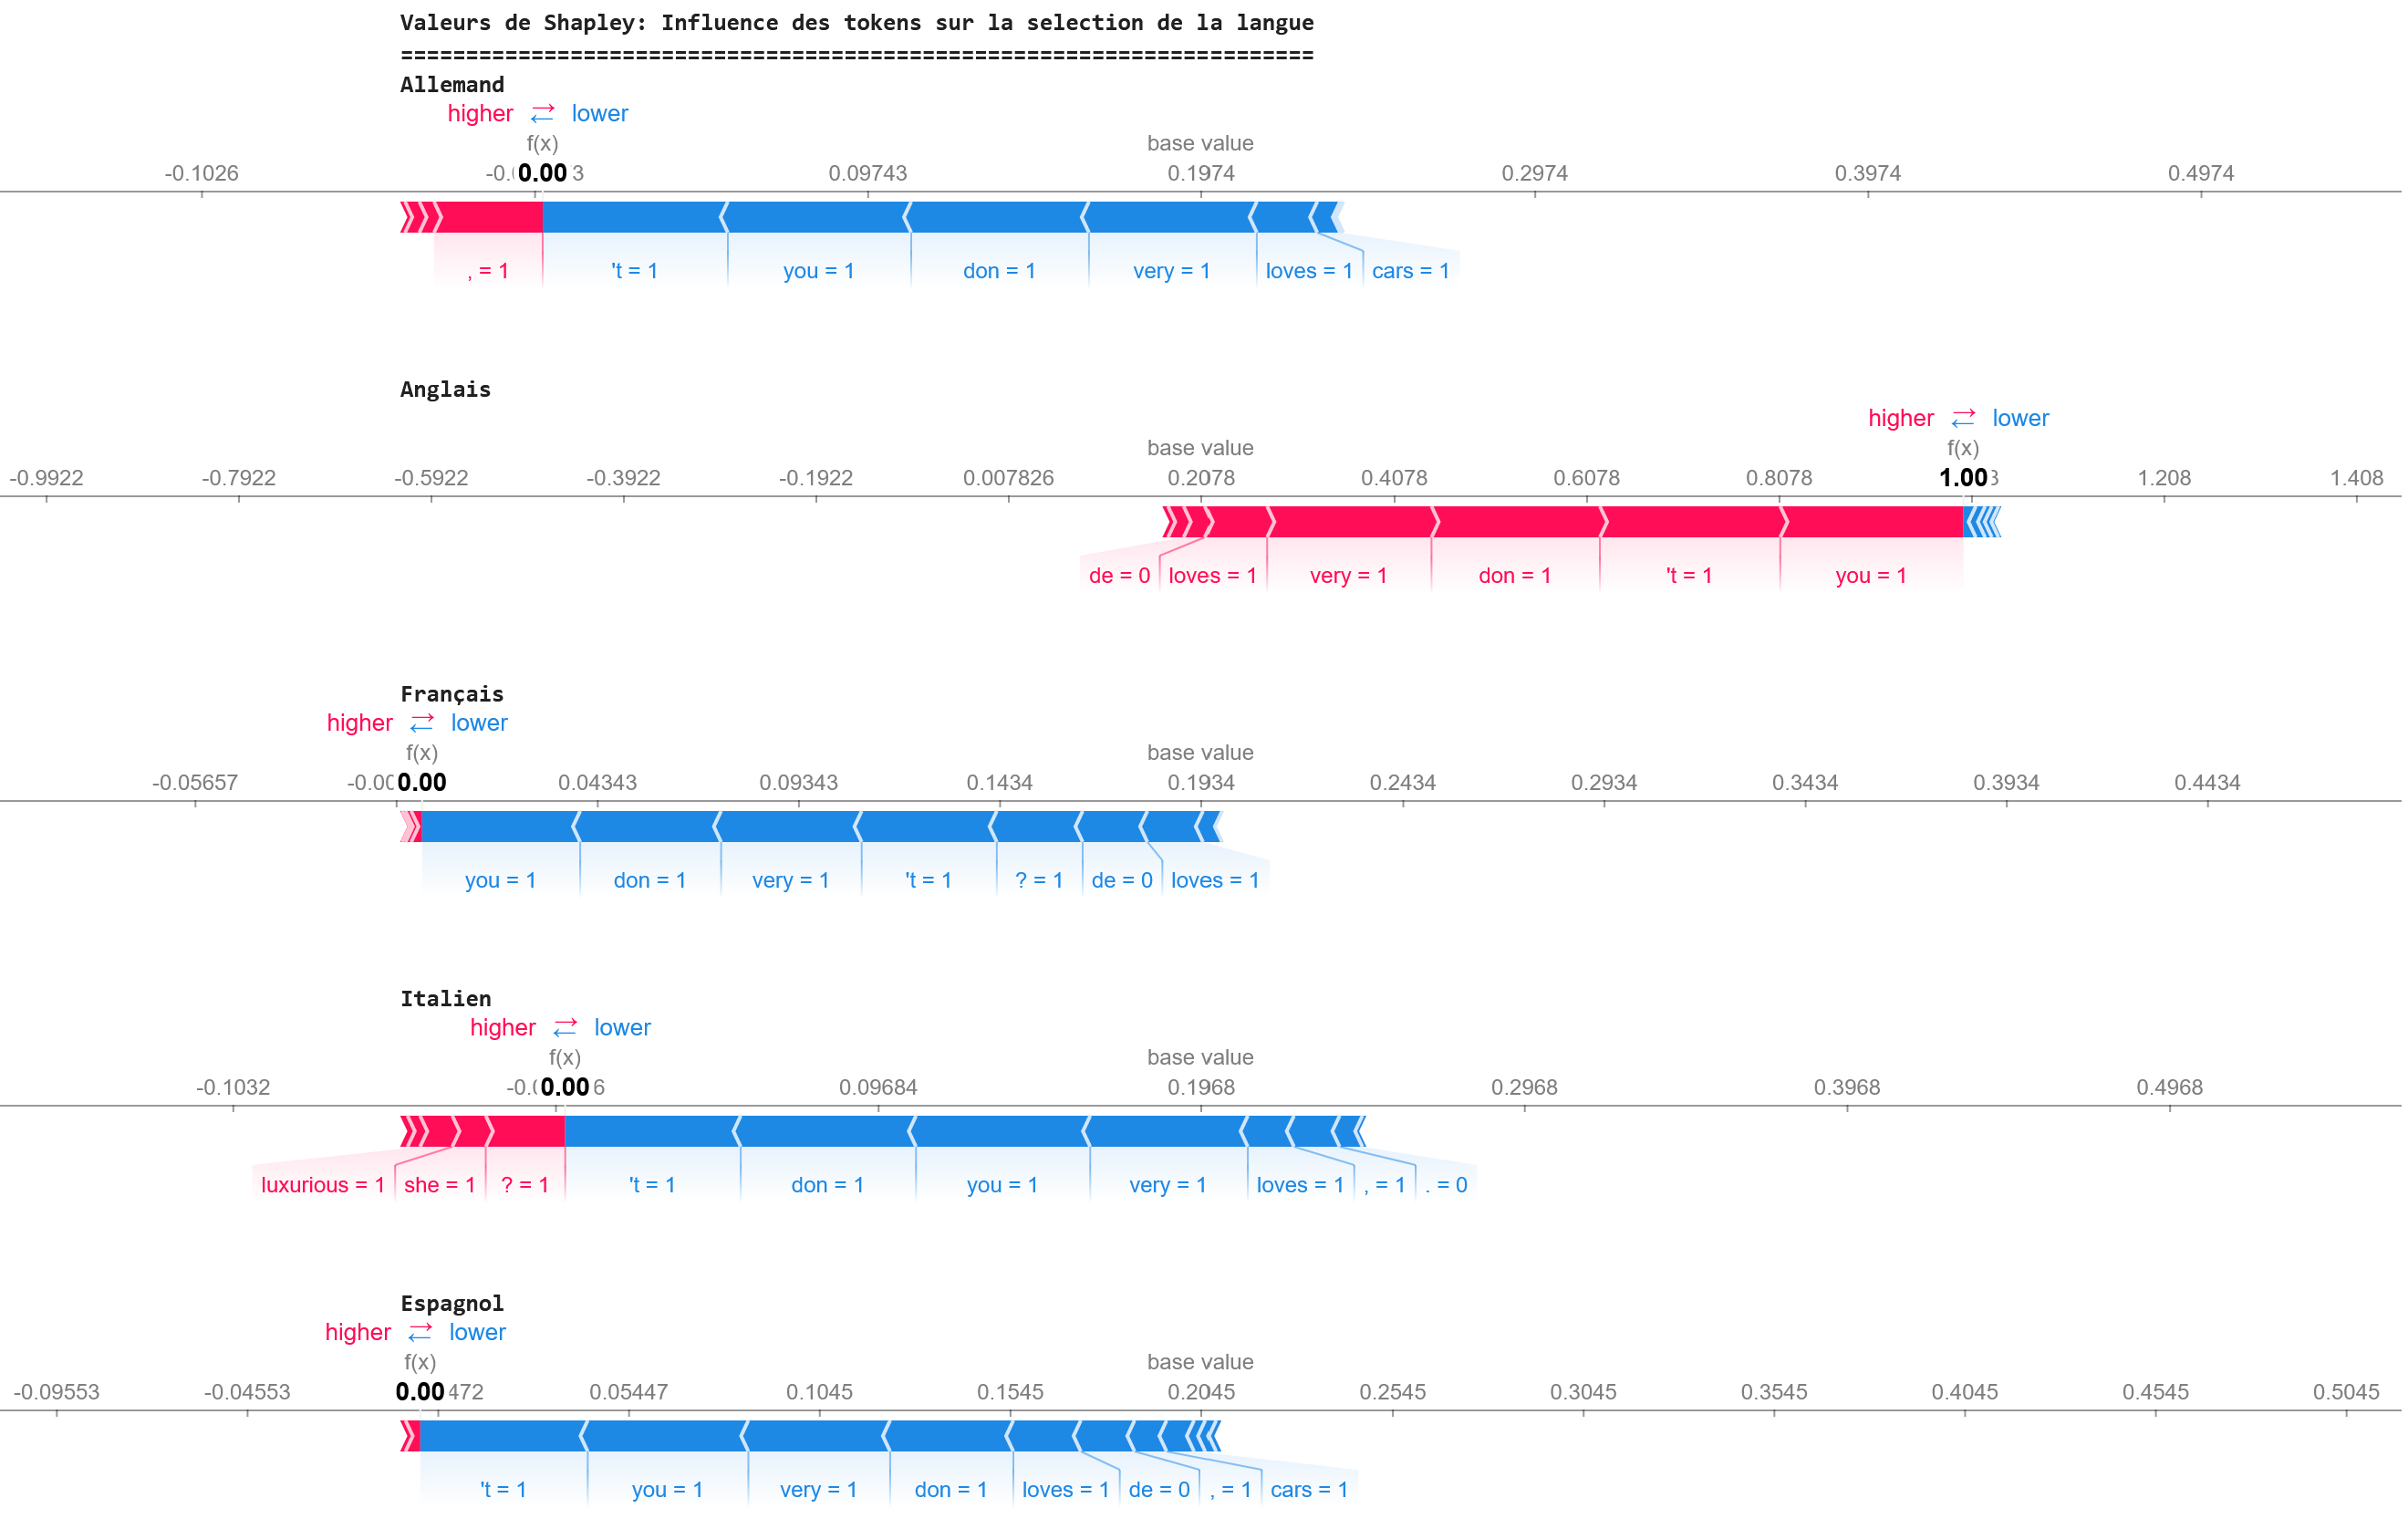 Valeurs de Shapley: Influence des tokens sur la selection de la langue
======================================================================
Allemand
higher ⇄ lower
f(x) base value
-0.1026 -0. 0.00 3 0.09743 0.1974 0.2974 0.3974 0.4974
, = 1 't = 1 you = 1 don = 1 very = 1 loves = 1 cars = 1
Anglais
higher ⇄ lower
base value f(x)
-0.9922 -0.7922 -0.5922 -0.3922 -0.1922 0.007826 0.2078 0.4078 0.6078 0.8078 1.00 3 1.208 1.408
de = 0 loves = 1 very = 1 don = 1 't = 1 you = 1
Français
higher ⇄ lower
f(x) base value
-0.05657 -0.00 0.00 0.04343 0.09343 0.1434 0.1934 0.2434 0.2934 0.3434 0.3934 0.4434
you = 1 don = 1 very = 1 't = 1 ? = 1 de = 0 loves = 1
Italien
higher ⇄ lower
f(x) base value
-0.1032 -0. 0.00 6 0.09684 0.1968 0.2968 0.3968 0.4968
luxurious = 1 she = 1 ? = 1 't = 1 don = 1 you = 1 very = 1 loves = 1 , = 1 . = 0
Espagnol
higher ⇄ lower
f(x) base value
-0.09553 -0.04553 0.00 472 0.05447 0.1045 0.1545 0.2045 0.2545 0.3045 0.3545 0.4045 0.4545 0.5045
't = 1 you = 1 very = 1 don = 1 loves = 1 de = 0 , = 1 cars = 1